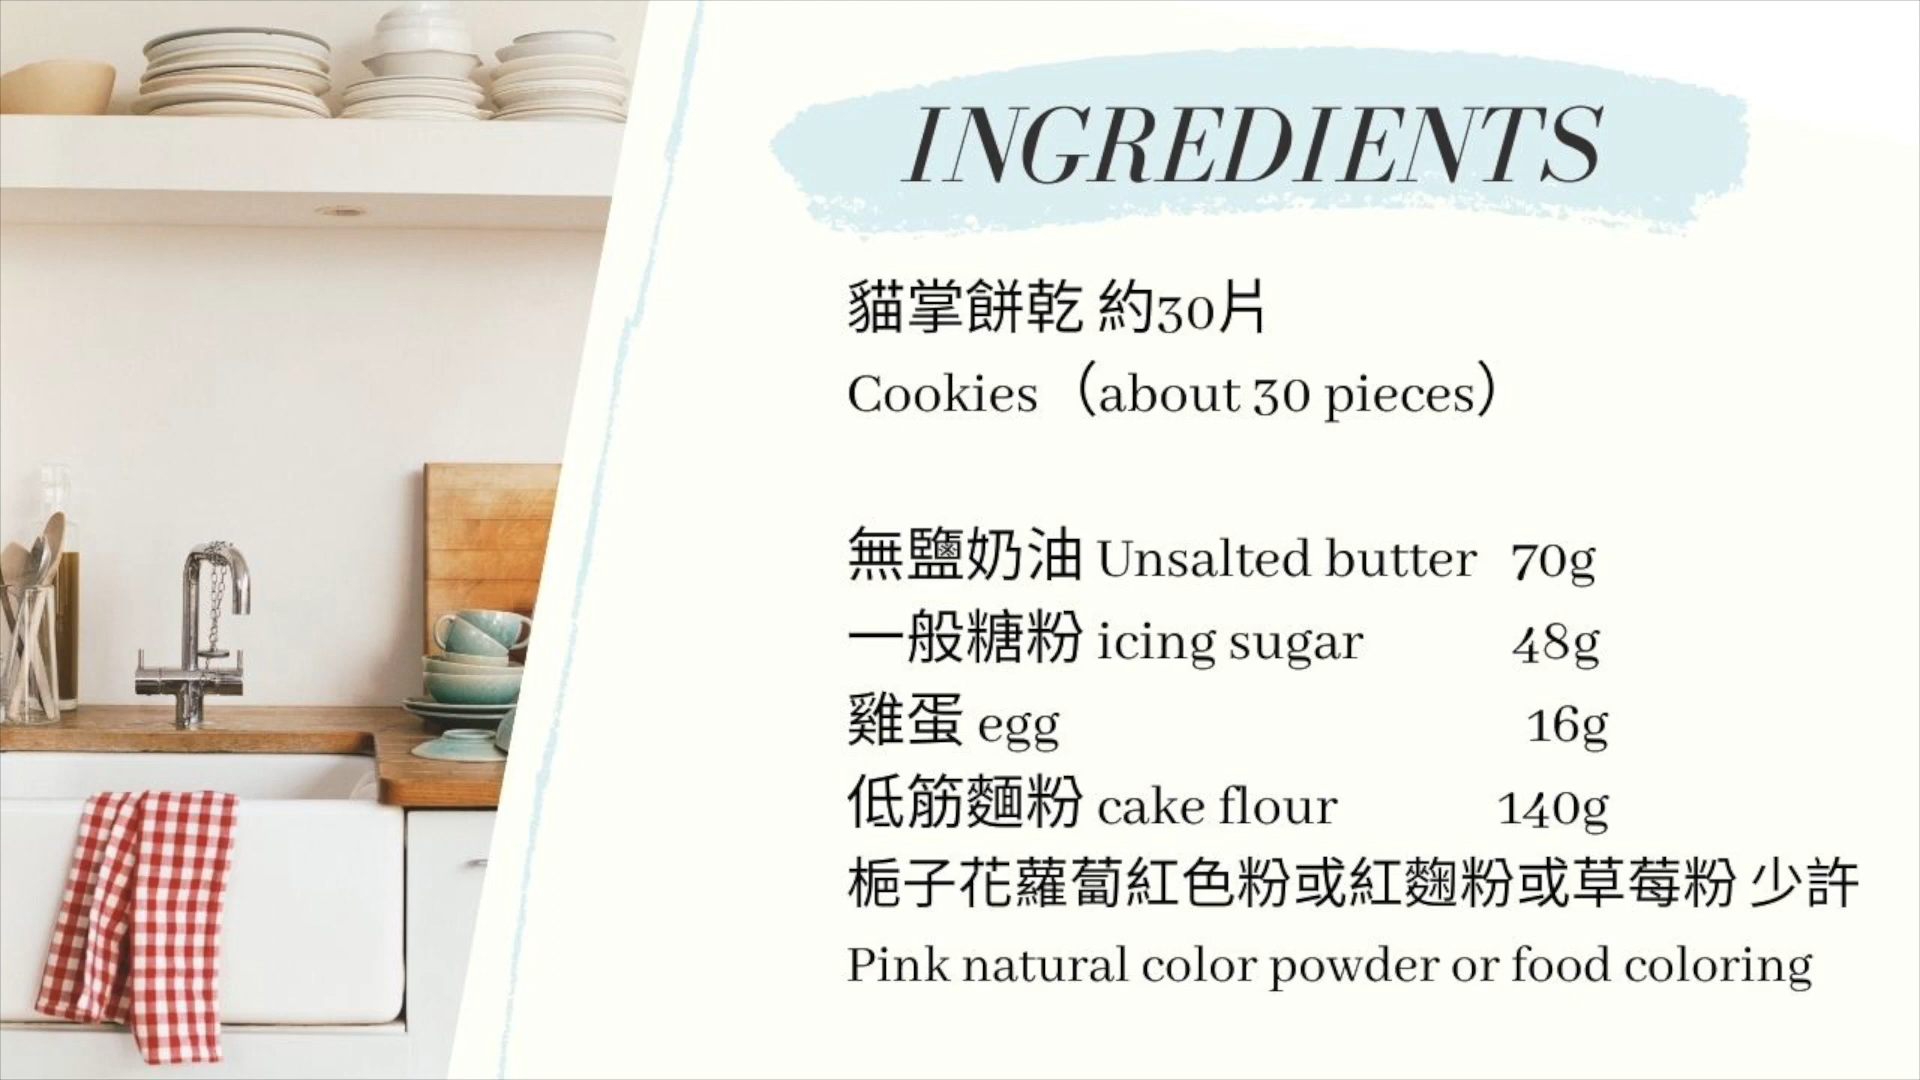 INGREDIENTS
貓掌餅乾 約30片
Cookies（about 30 pieces）
無鹽奶油 Unsalted butter 70g
一般糖粉 icing sugar 48g
雞蛋 egg 16g
低筋麵粉 cake flour 140g
梔子花蘿蔔紅色粉或紅麴粉或草莓粉 少許
Pink natural color powder or food coloring